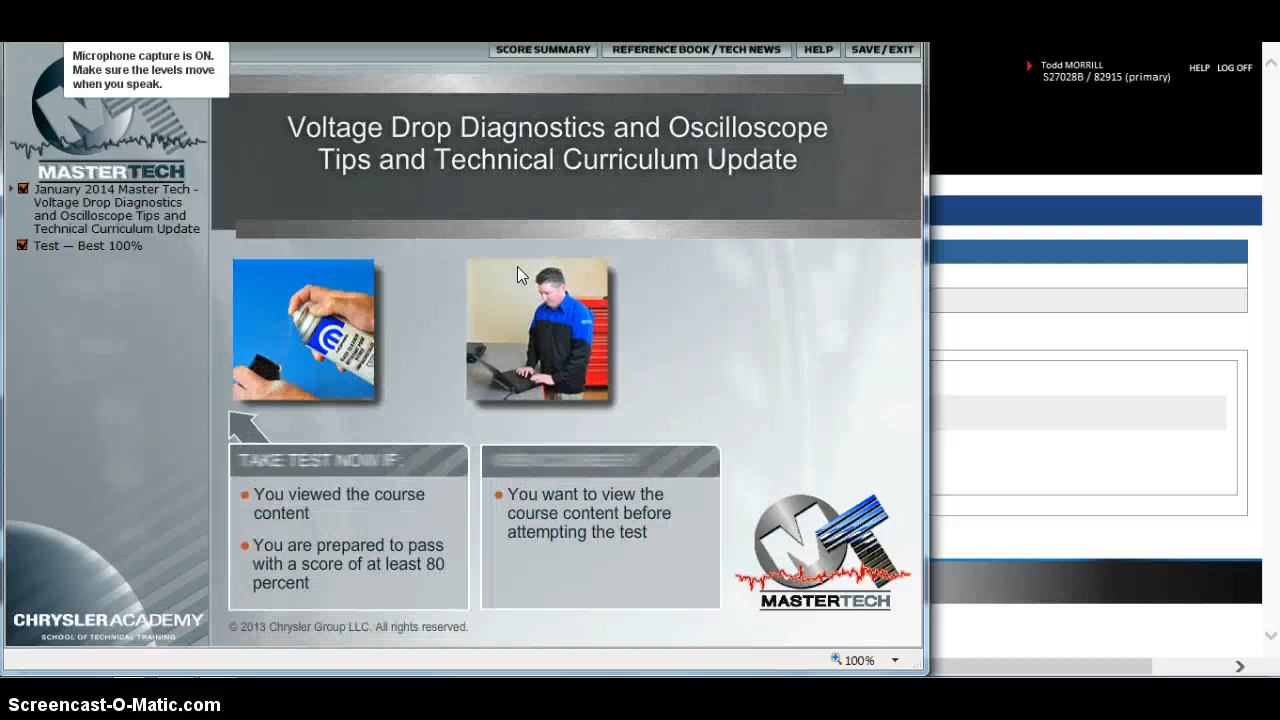 Microphone capture is ON.
Make sure the levels move
when you speak.
SCORE SUMMARY
REFERENCE BOOK / TECH NEWS
HELP
SAVE / EXIT
Todd MORRILL
S27028B / 82915 (primary)
HELP
LOG OFF
MASTERTECH
January 2014 Master Tech -
Voltage Drop Diagnostics
and Oscilloscope Tips and
Technical Curriculum Update
Test — Best 100%
Voltage Drop Diagnostics and Oscilloscope
Tips and Technical Curriculum Update
TAKE TEST NOW IF:
You viewed the course
content
You are prepared to pass
with a score of at least 80
percent
You want to view the
course content before
attempting the test
MASTERTECH
CHRYSLER ACADEMY
SCHOOL OF TECHNICAL TRAINING
© 2013 Chrysler Group LLC. All rights reserved.
100%
Screencast-O-Matic.com